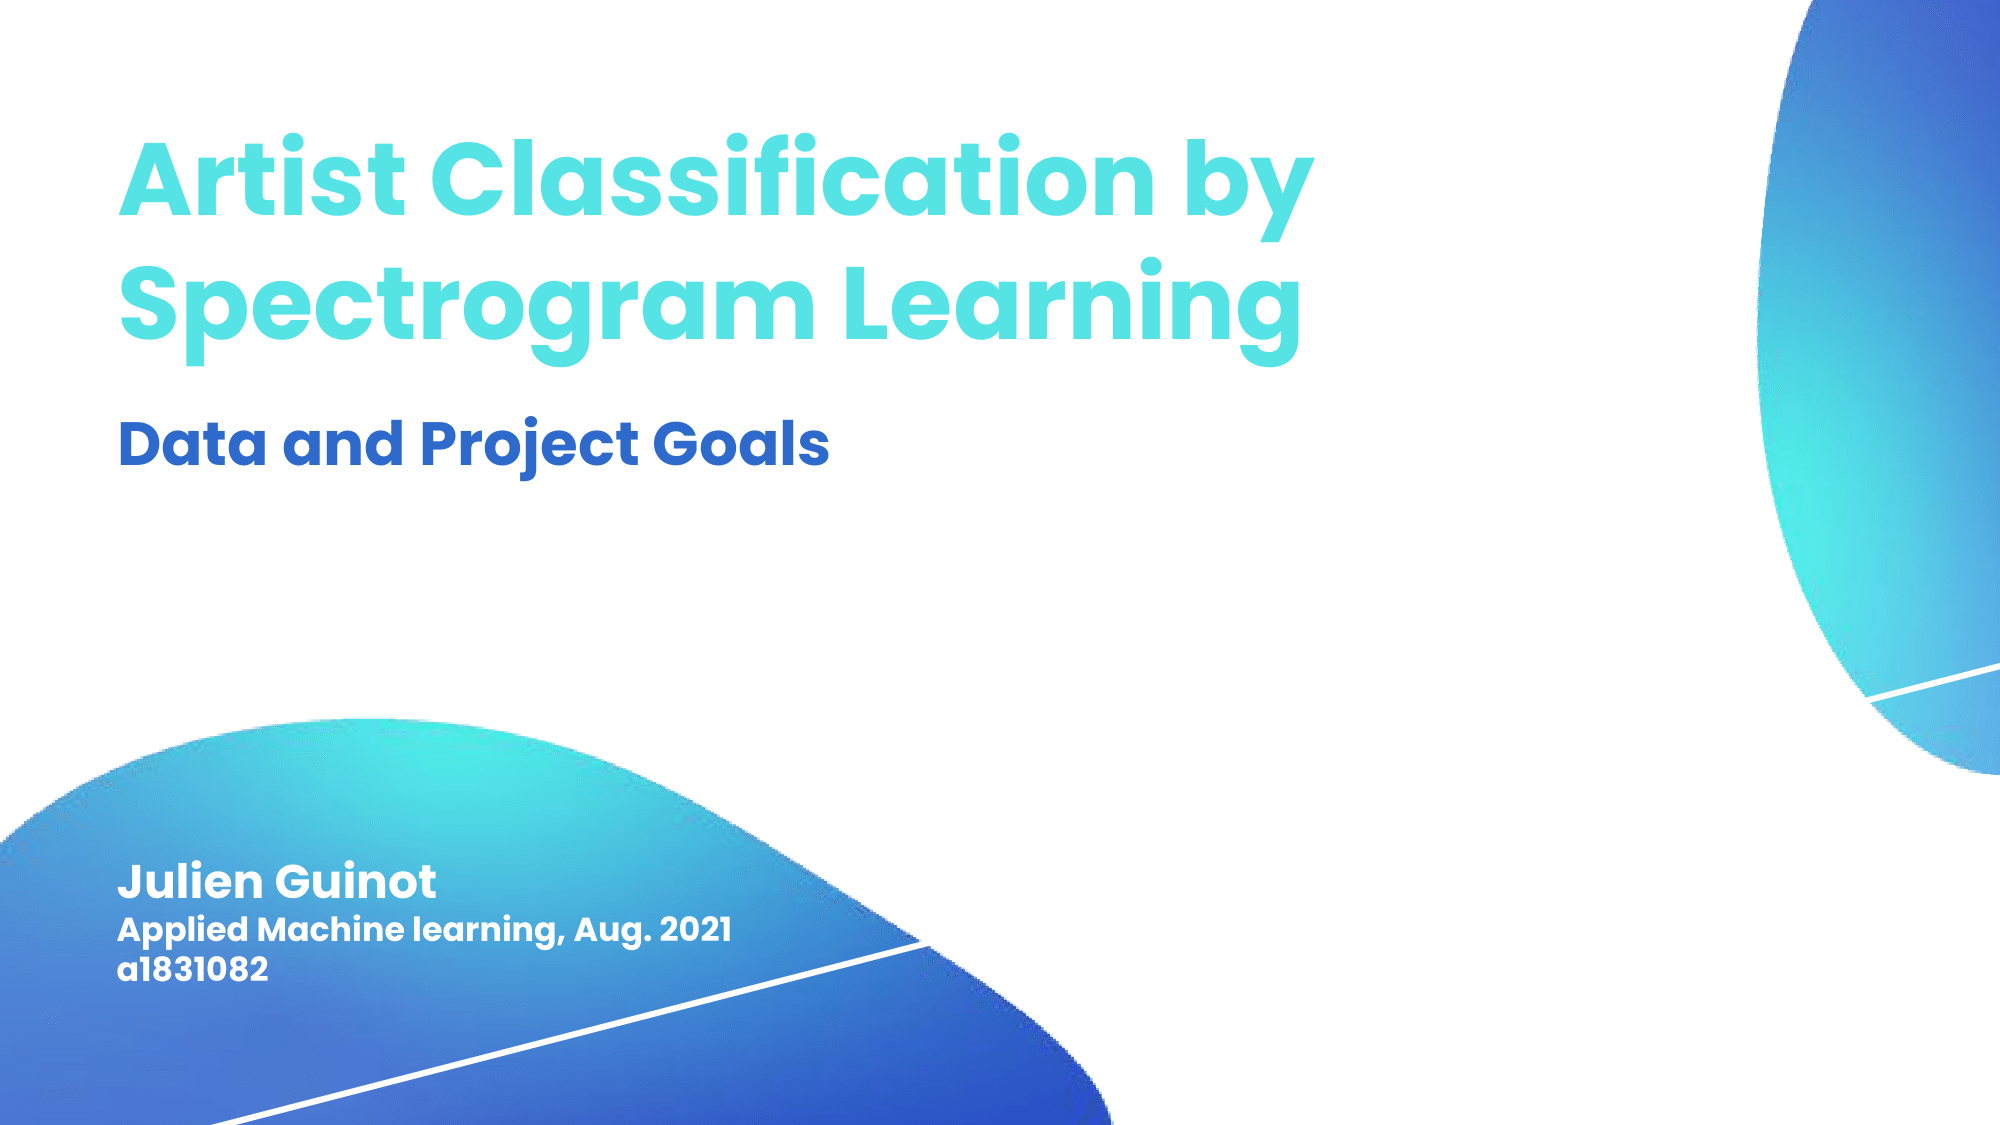 Artist Classification by
Spectrogram Learning
Data and Project Goals
Julien Guinot
Applied Machine learning, Aug. 2021
a1831082